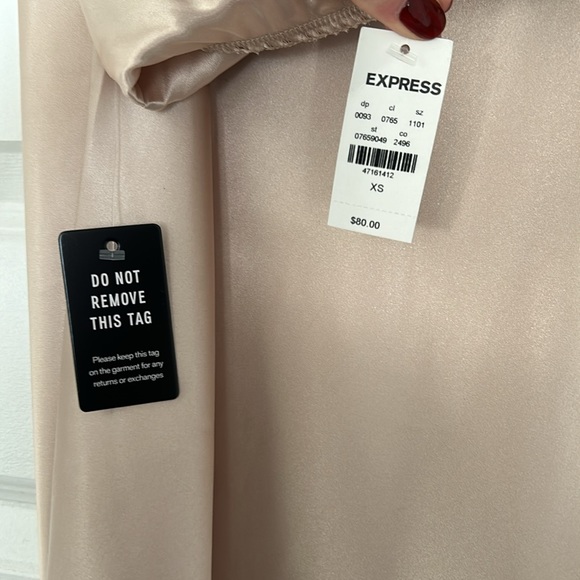 EXPRESS
dp cl sz
0093 0765 1101
st co
07659049 2496
47161412
XS
$80.00
DO NOT
REMOVE
THIS TAG
Please keep this tag
on the garment for any
returns or exchanges